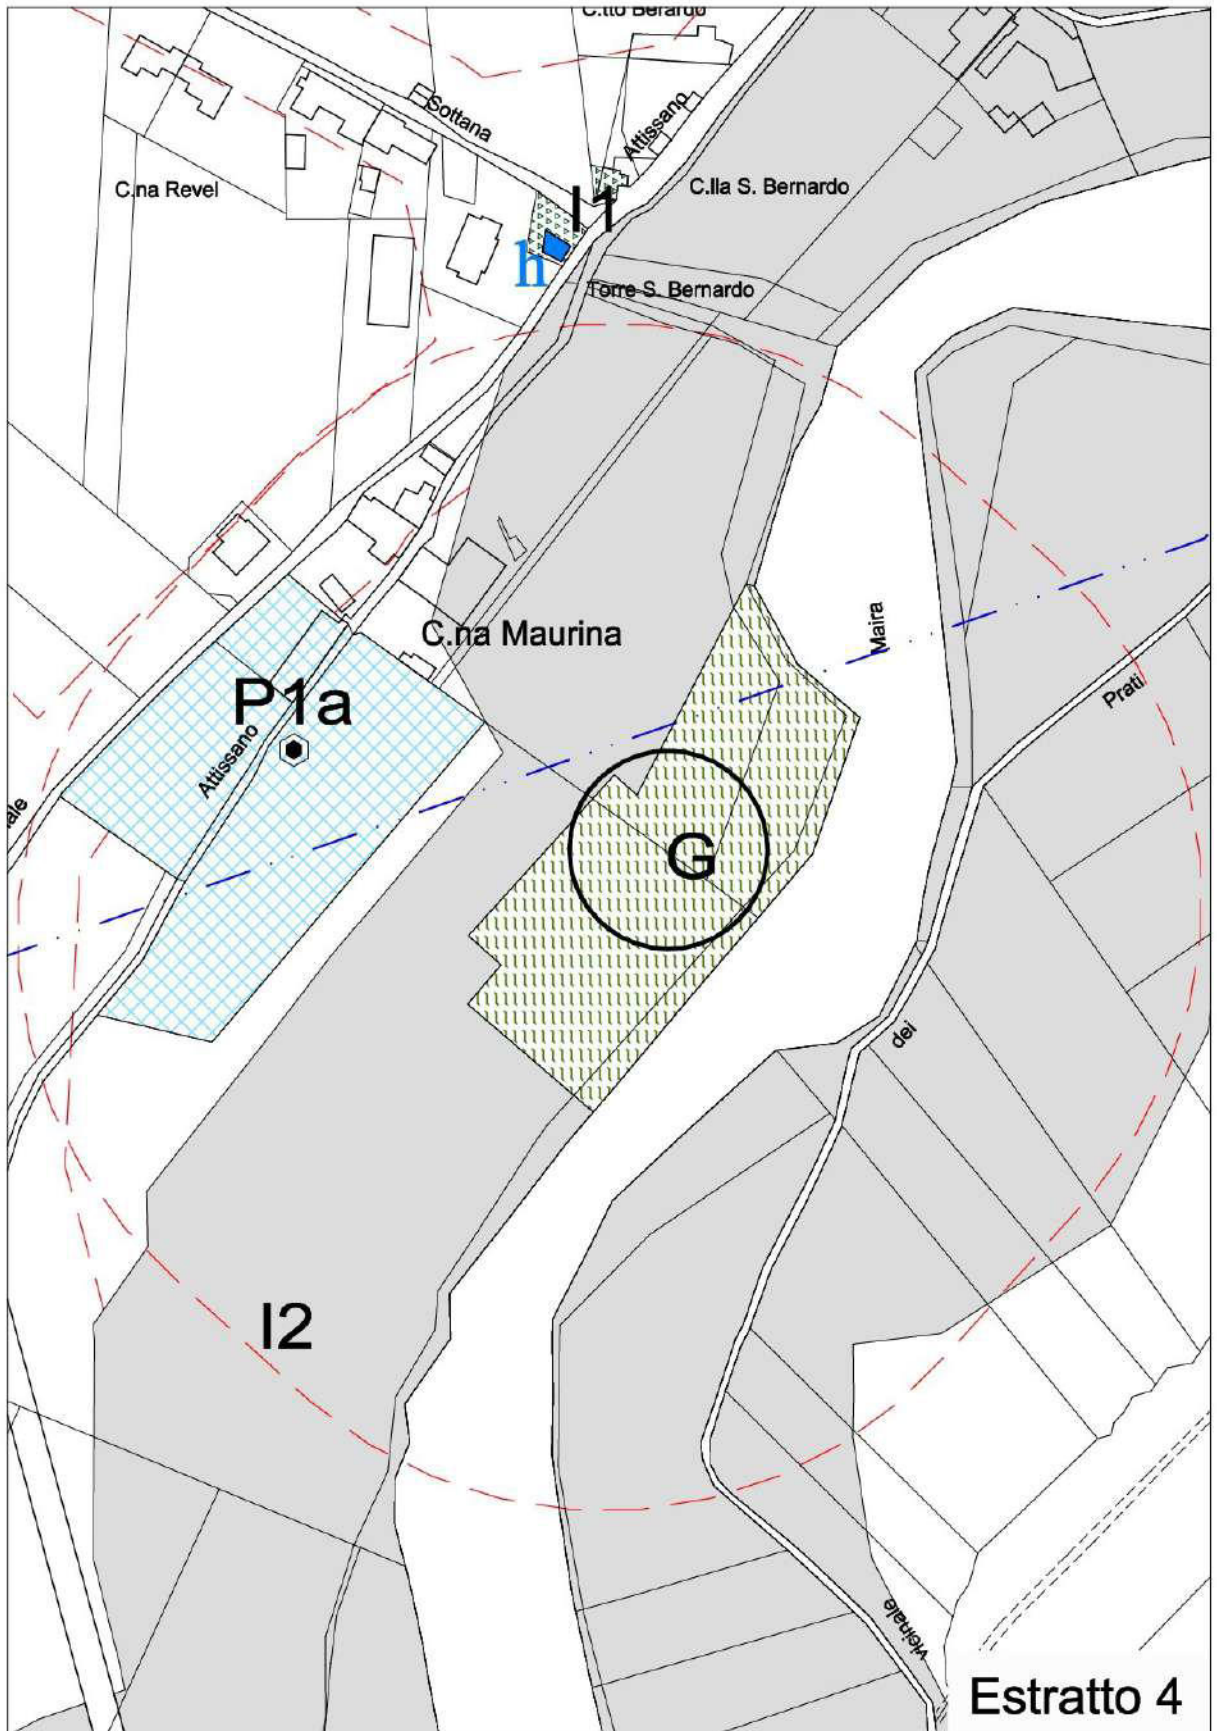 C.tto Berardo
Sottana
Attissano
C.na Revel
C.lla S. Bernardo
I1
h
Torre S. Bernardo
C.na Maurina
Maira
Prati
P1a
Attissano
G
dei
I2
vicinale
Estratto 4